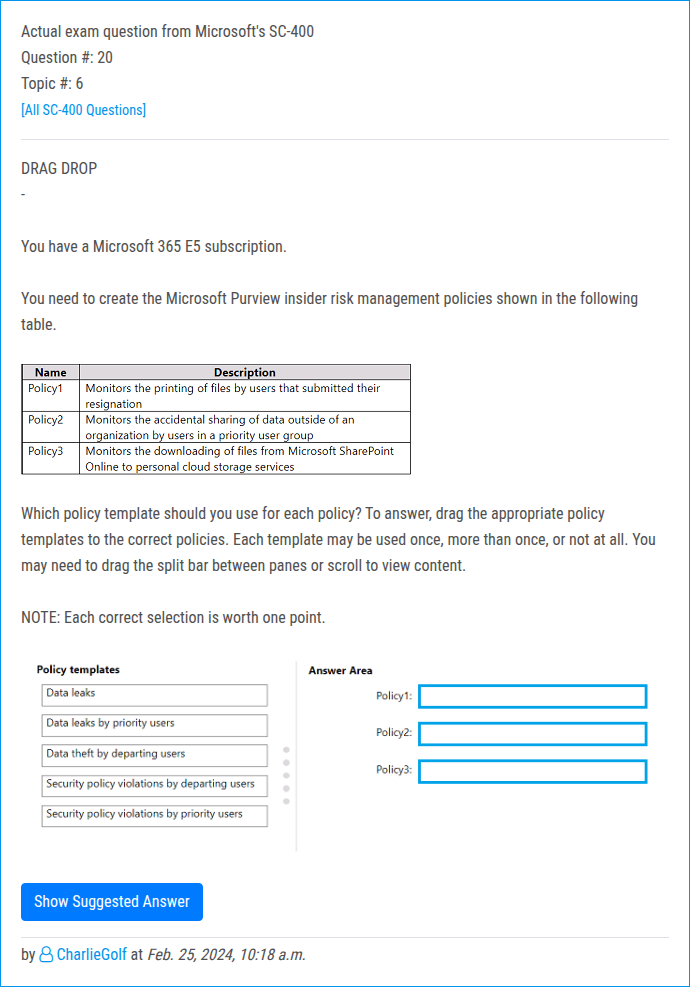 Actual exam question from Microsoft's SC-400
Question #: 20
Topic #: 6
[All SC-400 Questions]
DRAG DROP
-
You have a Microsoft 365 E5 subscription.
You need to create the Microsoft Purview insider risk management policies shown in the following
table.
Name Description
Policy1 Monitors the printing of files by users that submitted their
resignation
Policy2 Monitors the accidental sharing of data outside of an
organization by users in a priority user group
Policy3 Monitors the downloading of files from Microsoft SharePoint
Online to personal cloud storage services
Which policy template should you use for each policy? To answer, drag the appropriate policy
templates to the correct policies. Each template may be used once, more than once, or not at all. You
may need to drag the split bar between panes or scroll to view content.
NOTE: Each correct selection is worth one point.
Policy templates
Data leaks
Data leaks by priority users
Data theft by departing users
Security policy violations by departing users
Security policy violations by priority users
Answer Area
Policy1:
Policy2:
Policy3:
Show Suggested Answer
by CharlieGolf at Feb. 25, 2024, 10:18 a.m.